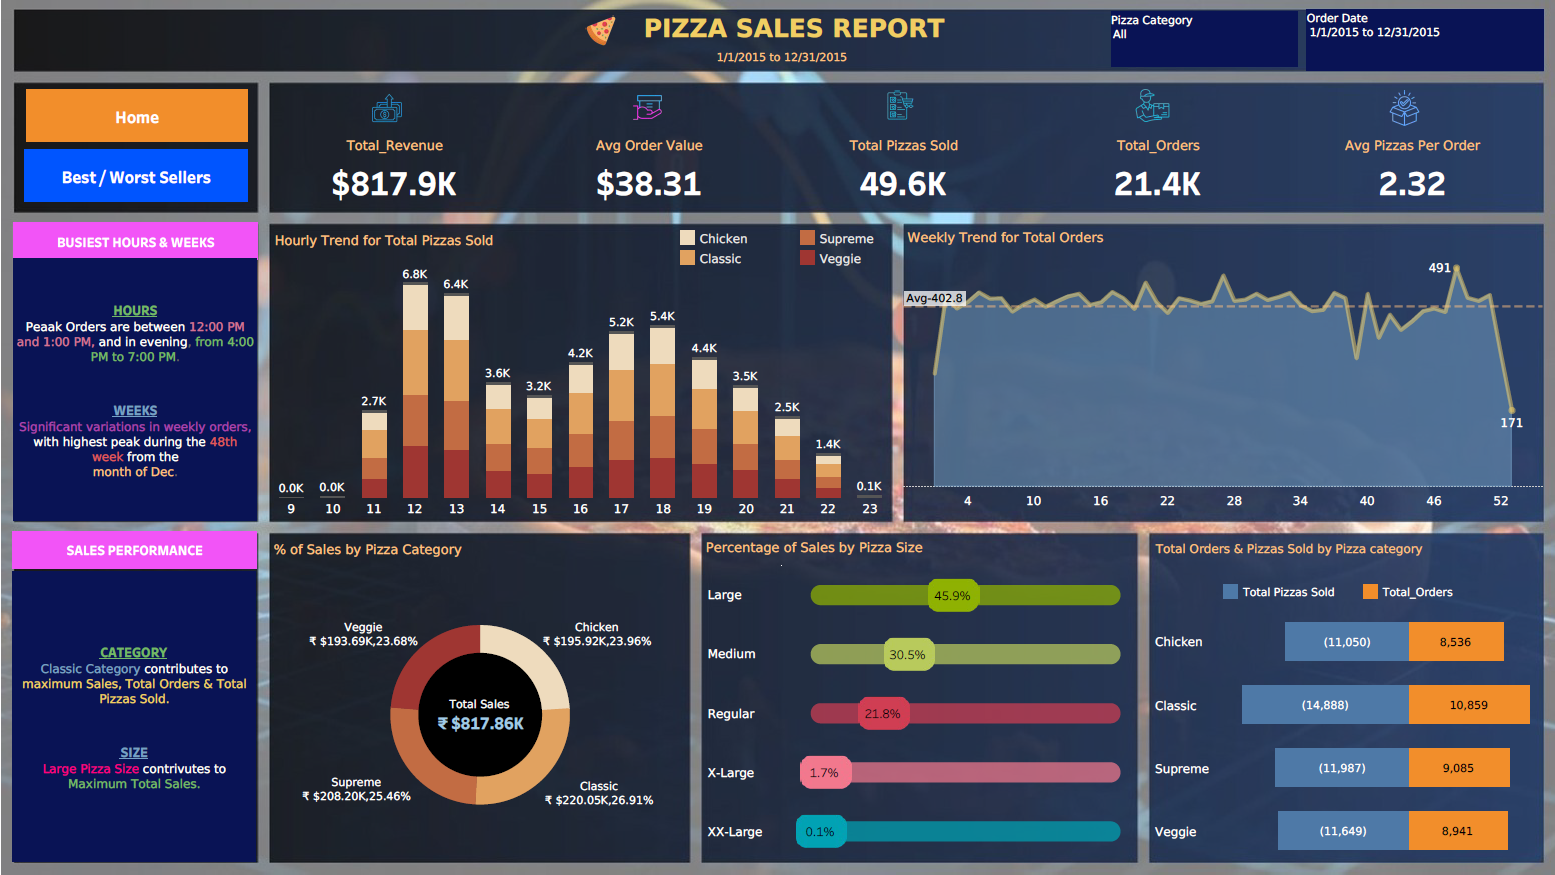 PIZZA SALES REPORT
1/1/2015 to 12/31/2015
Pizza Category
All
Order Date
1/1/2015 to 12/31/2015
Home
Best / Worst Sellers
Total_Revenue
$817.9K
Avg Order Value
$38.31
Total Pizzas Sold
49.6K
Total_Orders
21.4K
Avg Pizzas Per Order
2.32
BUSIEST HOURS & WEEKS
HOURS
Peaak Orders are between 12:00 PM
and 1:00 PM, and in evening, from 4:00
PM to 7:00 PM.
WEEKS
Significant variations in weekly orders,
with highest peak during the 48th
week from the
month of Dec.
Hourly Trend for Total Pizzas Sold
Chicken
Supreme
Classic
Veggie
0.0K
0.0K
2.7K
6.8K
6.4K
3.6K
3.2K
4.2K
5.2K
5.4K
4.4K
3.5K
2.5K
1.4K
0.1K
9 10 11 12 13 14 15 16 17 18 19 20 21 22 23
Weekly Trend for Total Orders
491
Avg-402.8
171
4 10 16 22 28 34 40 46 52
SALES PERFORMANCE
CATEGORY
Classic Category contributes to
maximum Sales, Total Orders & Total
Pizzas Sold.
SIZE
Large Pizza Size contrivutes to
Maximum Total Sales.
% of Sales by Pizza Category
Veggie
₹ $193.69K,23.68%
Chicken
₹ $195.92K,23.96%
Total Sales
₹ $817.86K
Supreme
₹ $208.20K,25.46%
Classic
₹ $220.05K,26.91%
Percentage of Sales by Pizza Size
Large 45.9%
Medium 30.5%
Regular 21.8%
X-Large 1.7%
XX-Large 0.1%
Total Orders & Pizzas Sold by Pizza category
Total Pizzas Sold
Total_Orders
Chicken (11,050) 8,536
Classic (14,888) 10,859
Supreme (11,987) 9,085
Veggie (11,649) 8,941